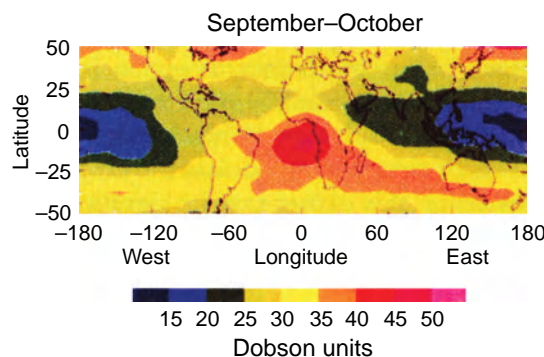 September–October
50
25
0
–25
–50
Latitude
–180 –120 –60 0 60 120 180
West Longitude East
15 20 25 30 35 40 45 50
Dobson units